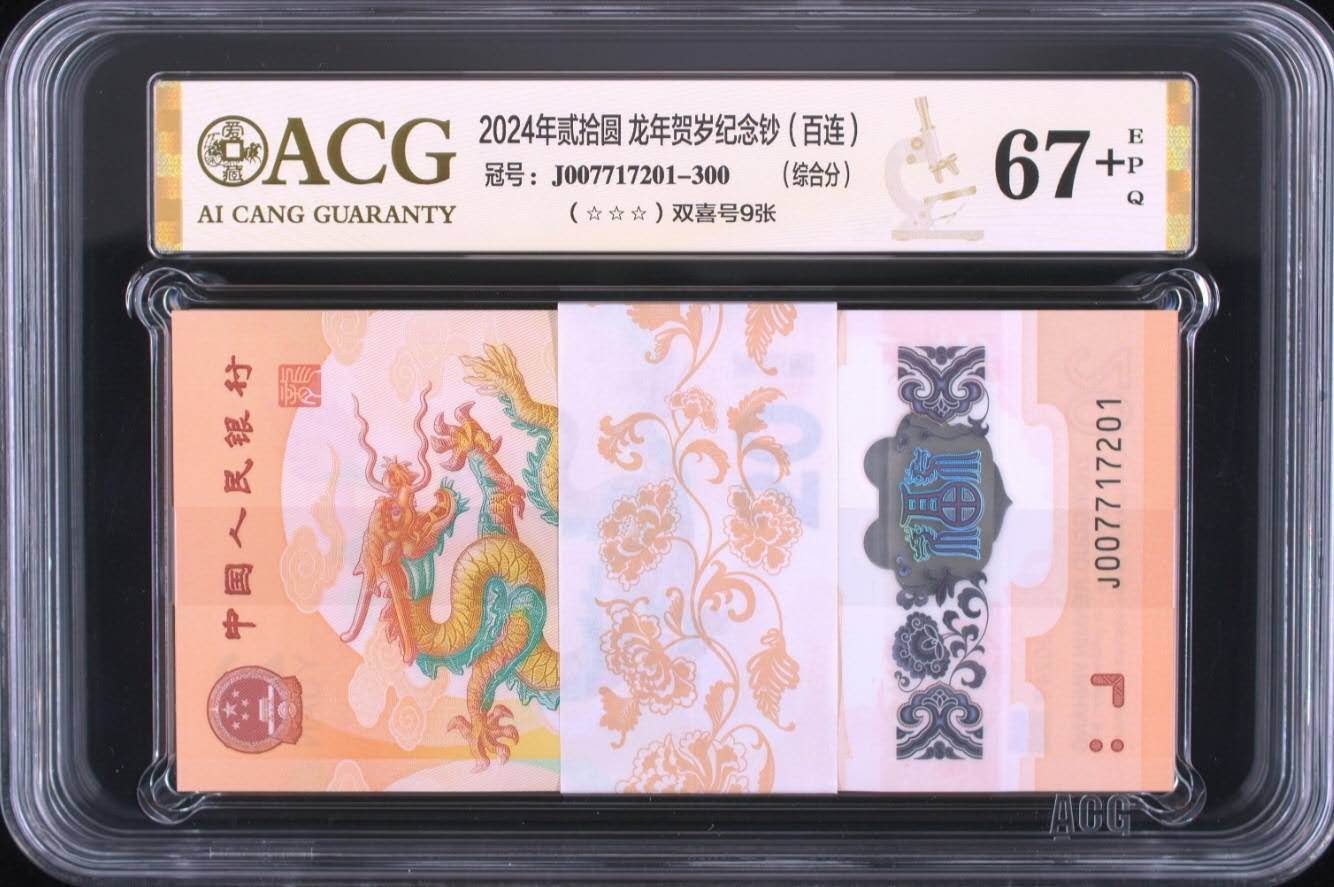 ACG
AI CANG GUARANTY
2024年贰拾圆 龙年贺岁纪念钞（百连）
冠号：J007717201-300 （综合分）
（☆☆☆）双喜号9张
67+
EPQ
中国人民银行
J007717201
ACG